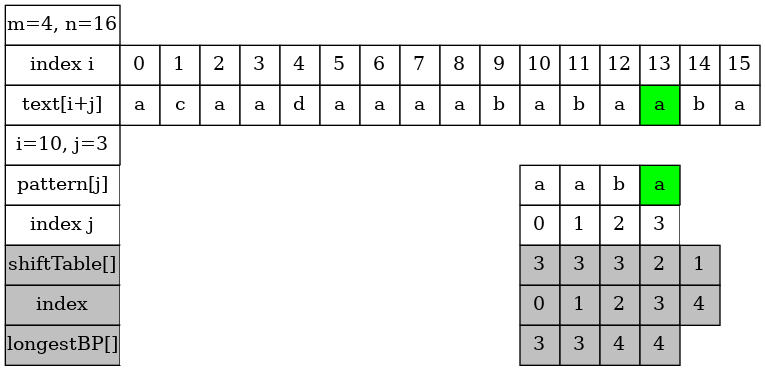 m=4, n=16
index i 0 1 2 3 4 5 6 7 8 9 10 11 12 13 14 15
text[i+j] a c a a d a a a a b a b a a b a
i=10, j=3
pattern[j] a a b a
index j 0 1 2 3
shiftTable[] 3 3 3 2 1
index 0 1 2 3 4
longestBP[] 3 3 4 4